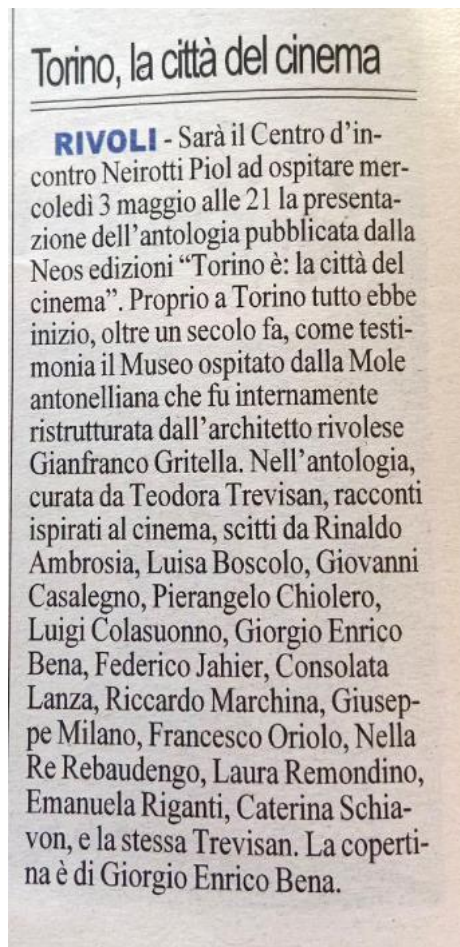 Torino, la città del cinema
RIVOLI - Sarà il Centro d'in-
contro Neirotti Piol ad ospitare mer-
coledì 3 maggio alle 21 la presenta-
zione dell'antologia pubblicata dalla
Neos edizioni “Torino è: la città del
cinema”. Proprio a Torino tutto ebbe
inizio, oltre un secolo fa, come testi-
monia il Museo ospitato dalla Mole
antonelliana che fu internamente
ristrutturata dall'architetto rivolese
Gianfranco Gritella. Nell'antologia,
curata da Teodora Trevisan, racconti
ispirati al cinema, scitti da Rinaldo
Ambrosia, Luisa Boscolo, Giovanni
Casalegno, Pierangelo Chiolero,
Luigi Colasuonno, Giorgio Enrico
Bena, Federico Jahier, Consolata
Lanza, Riccardo Marchina, Giusep-
pe Milano, Francesco Oriolo, Nella
Re Rebaudengo, Laura Remondino,
Emanuela Riganti, Caterina Schia-
von, e la stessa Trevisan. La coperti-
na è di Giorgio Enrico Bena.